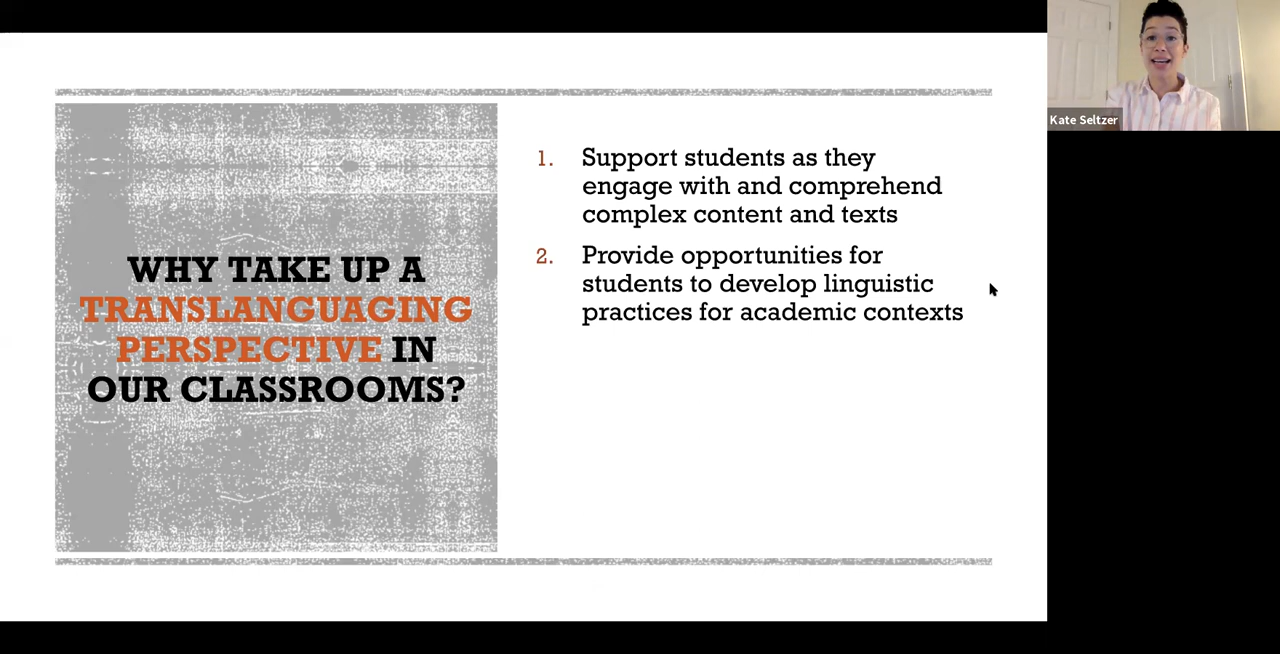 WHY TAKE UP A
TRANSLANGUAGING
PERSPECTIVE IN
OUR CLASSROOMS?
1. Support students as they
engage with and comprehend
complex content and texts
2. Provide opportunities for
students to develop linguistic
practices for academic contexts
Kate Seltzer